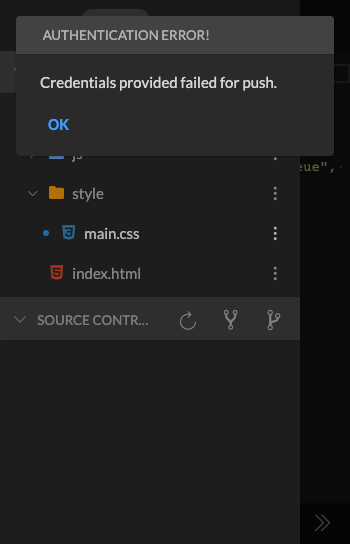 AUTHENTICATION ERROR!
Credentials provided failed for push.
OK
js
eue",
style
main.css
index.html
SOURCE CONTR...